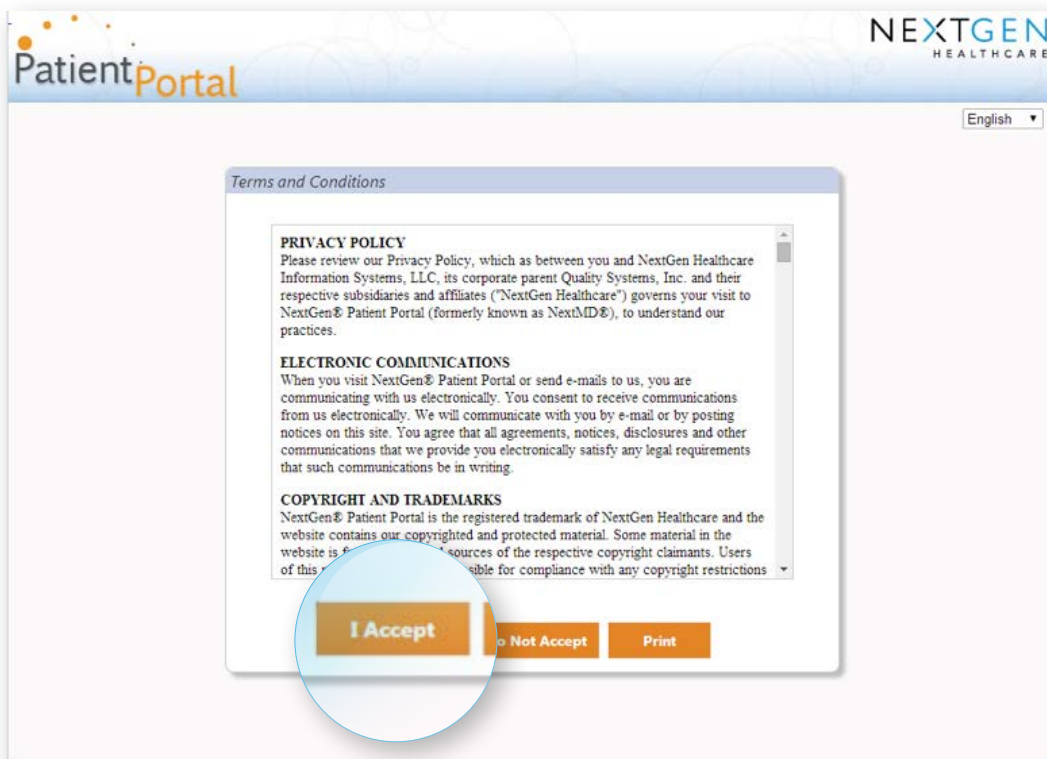 PatientPortal
NEXTGEN
HEALTHCARE
English
Terms and Conditions
PRIVACY POLICY
Please review our Privacy Policy, which as between you and NextGen Healthcare
Information Systems, LLC, its corporate parent Quality Systems, Inc. and their
respective subsidiaries and affiliates ("NextGen Healthcare") governs your visit to
NextGen® Patient Portal (formerly known as NextMD®), to understand our
practices.
ELECTRONIC COMMUNICATIONS
When you visit NextGen® Patient Portal or send e-mails to us, you are
communicating with us electronically. You consent to receive communications
from us electronically. We will communicate with you by e-mail or by posting
notices on this site. You agree that all agreements, notices, disclosures and other
communications that we provide you electronically satisfy any legal requirements
that such communications be in writing.
COPYRIGHT AND TRADEMARKS
NextGen® Patient Portal is the registered trademark of NextGen Healthcare and the
website contains our copyrighted and protected material. Some material in the
website is sources of the respective copyright claimants. Users
of this for compliance with any copyright restrictions
I Accept
Not Accept
Print